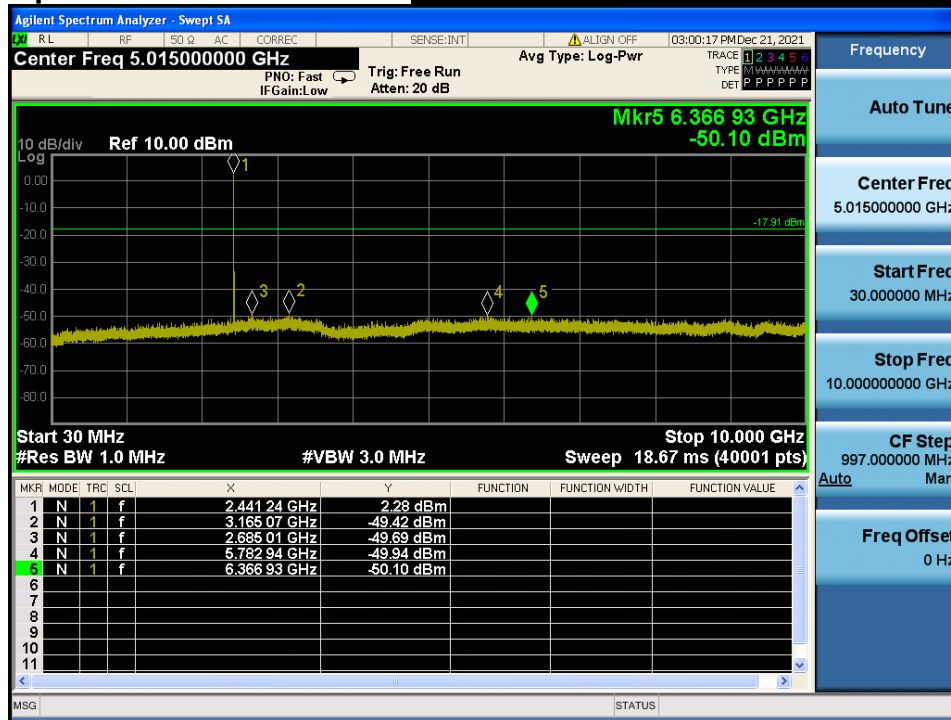 Agilent Spectrum Analyzer - Swept SA
LXI RL RF 50 Ω AC CORREC SENSE:INT ALIGN OFF 03:00:17 PM Dec 21, 2021
Center Freq 5.015000000 GHz
PNO: Fast
IFGain:Low
Trig: Free Run
Atten: 20 dB
Avg Type: Log-Pwr
TRACE 1 2 3 4 5 6
TYPE M W W W W W
DET P P P P P P
Mkr5 6.366 93 GHz
-50.10 dBm
10 dB/div Ref 10.00 dBm
Log
0.00
-10.0
-20.0
-30.0
-40.0
-50.0
-60.0
-70.0
-80.0
1
-17.91 dBm
3
2
4
5
Start 30 MHz Stop 10.000 GHz
#Res BW 1.0 MHz #VBW 3.0 MHz Sweep 18.67 ms (40001 pts)
MKR MODE TRC SCL X Y FUNCTION FUNCTION WIDTH FUNCTION VALUE
1 N 1 f 2.441 24 GHz 2.28 dBm
2 N 1 f 3.165 07 GHz -49.42 dBm
3 N 1 f 2.685 01 GHz -49.69 dBm
4 N 1 f 5.782 94 GHz -49.94 dBm
5 N 1 f 6.366 93 GHz -50.10 dBm
6
7
8
9
10
11
MSG STATUS
Frequency
Auto Tune
Center Freq
5.015000000 GHz
Start Freq
30.000000 MHz
Stop Freq
10.000000000 GHz
CF Step
997.000000 MHz
Auto Man
Freq Offset
0 Hz